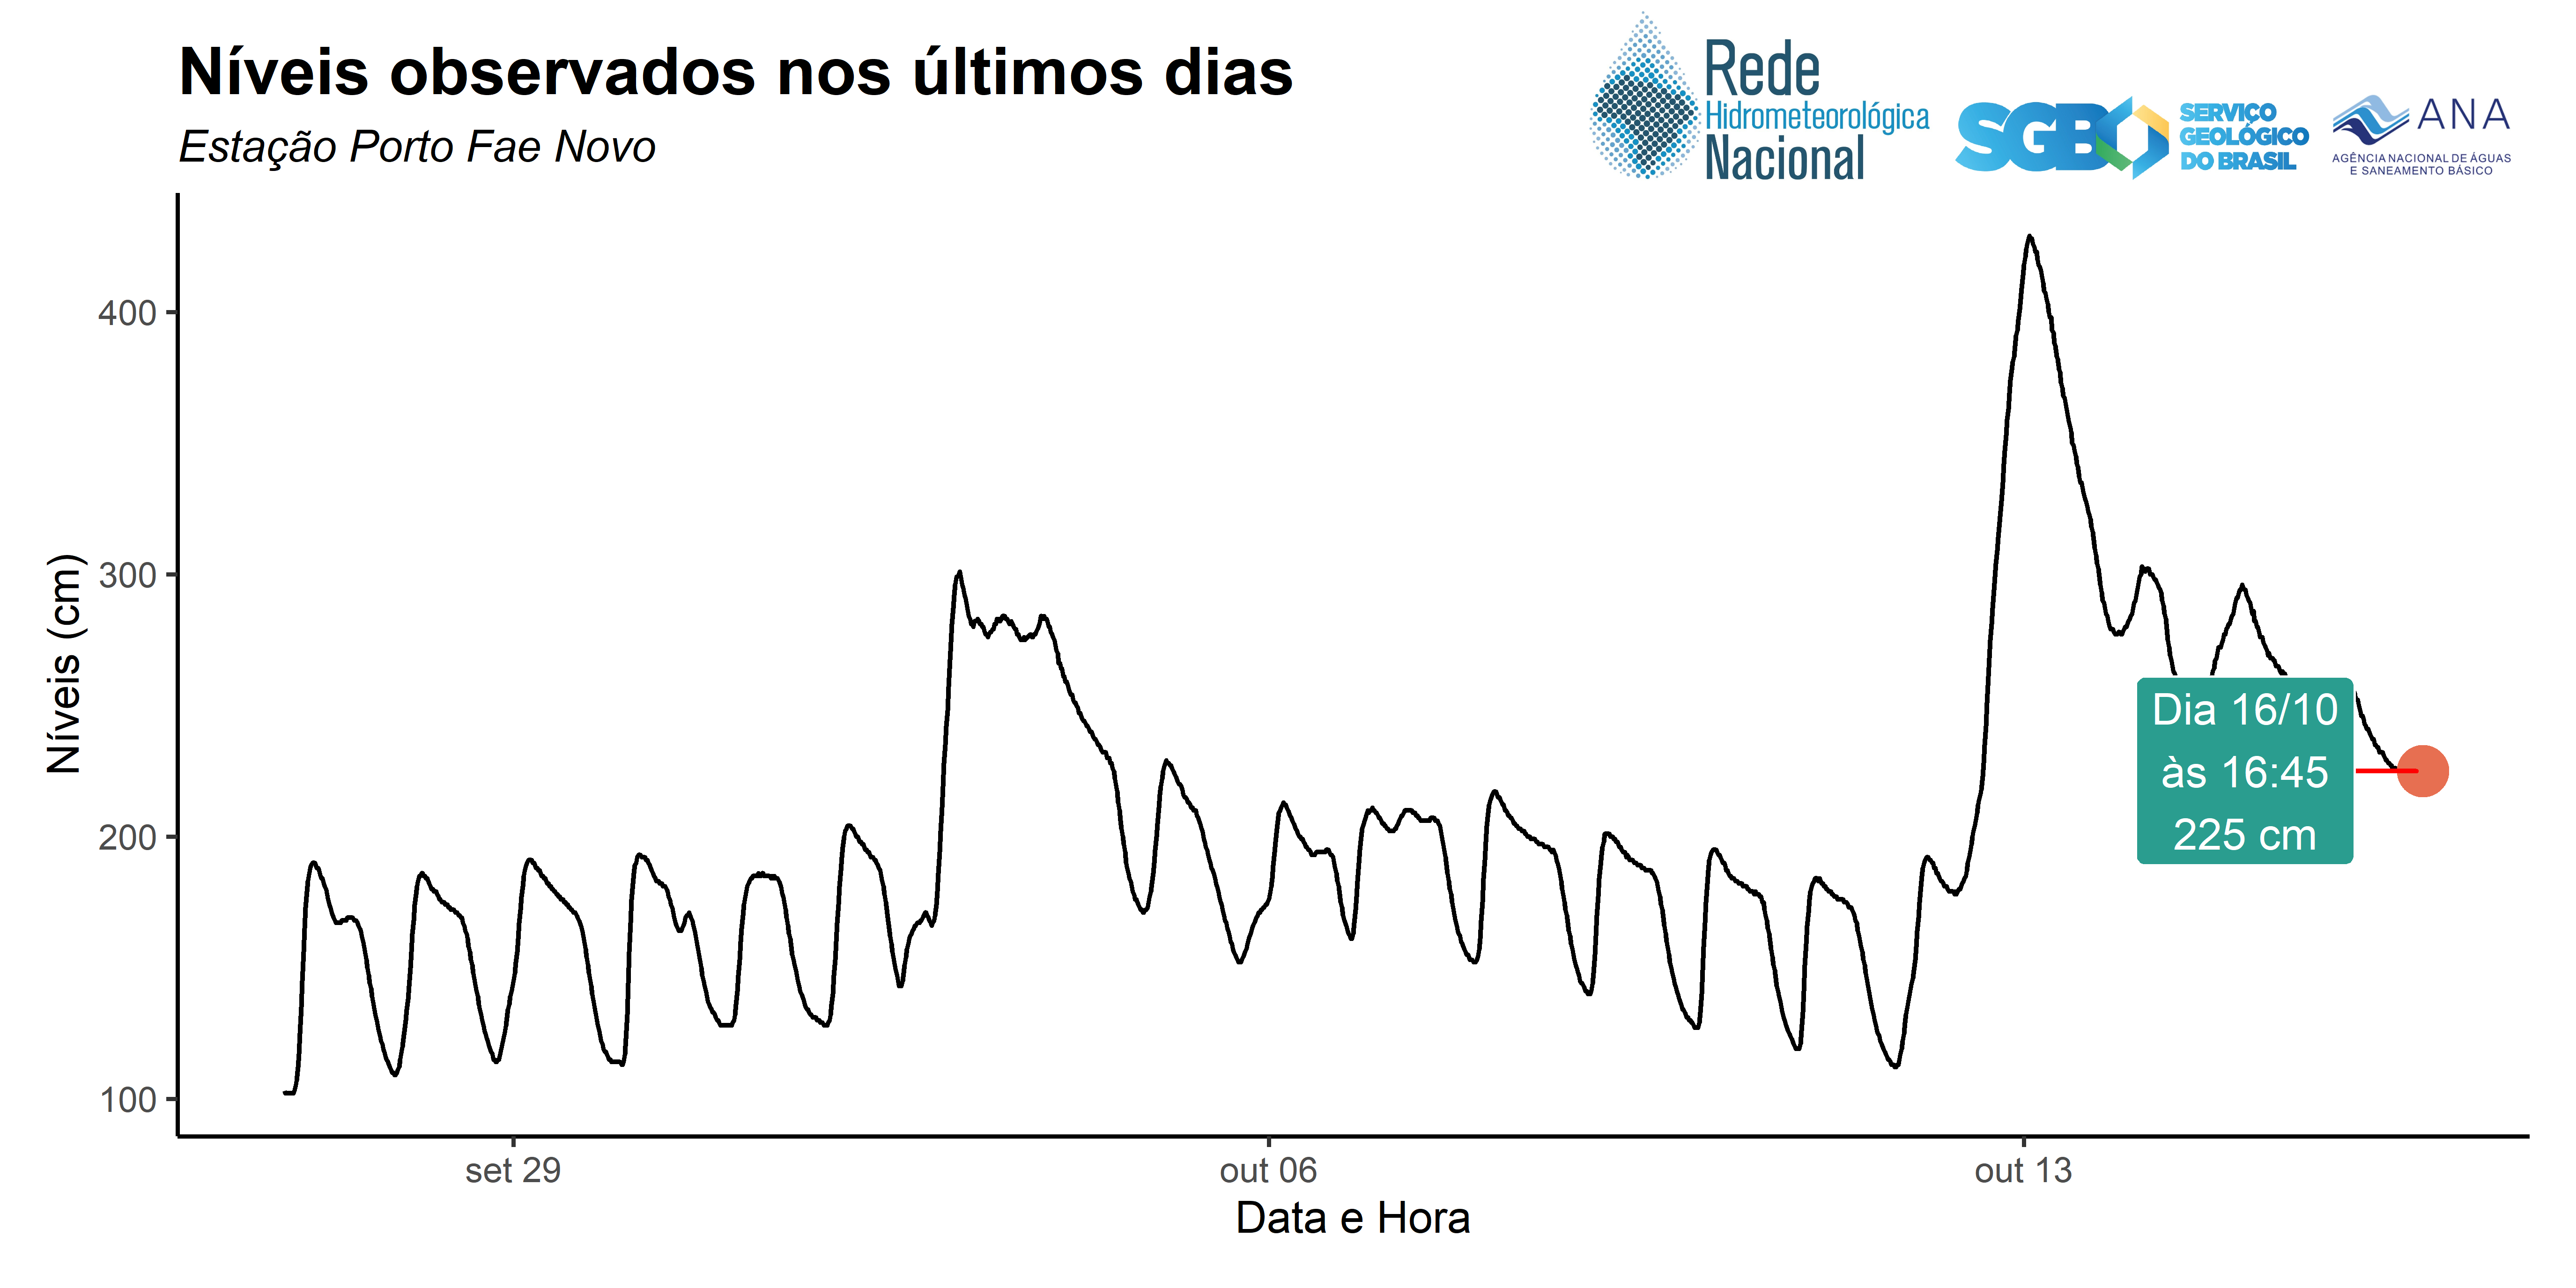 Níveis observados nos últimos dias
Estação Porto Fae Novo
Rede
Hidrometeorológica
Nacional
SGB
SERVIÇO
GEOLÓGICO
DO BRASIL
ANA
AGÊNCIA NACIONAL DE ÁGUAS
E SANEAMENTO BÁSICO
Níveis (cm)
400
300
200
100
Dia 16/10
às 16:45
225 cm
set 29
out 06
out 13
Data e Hora